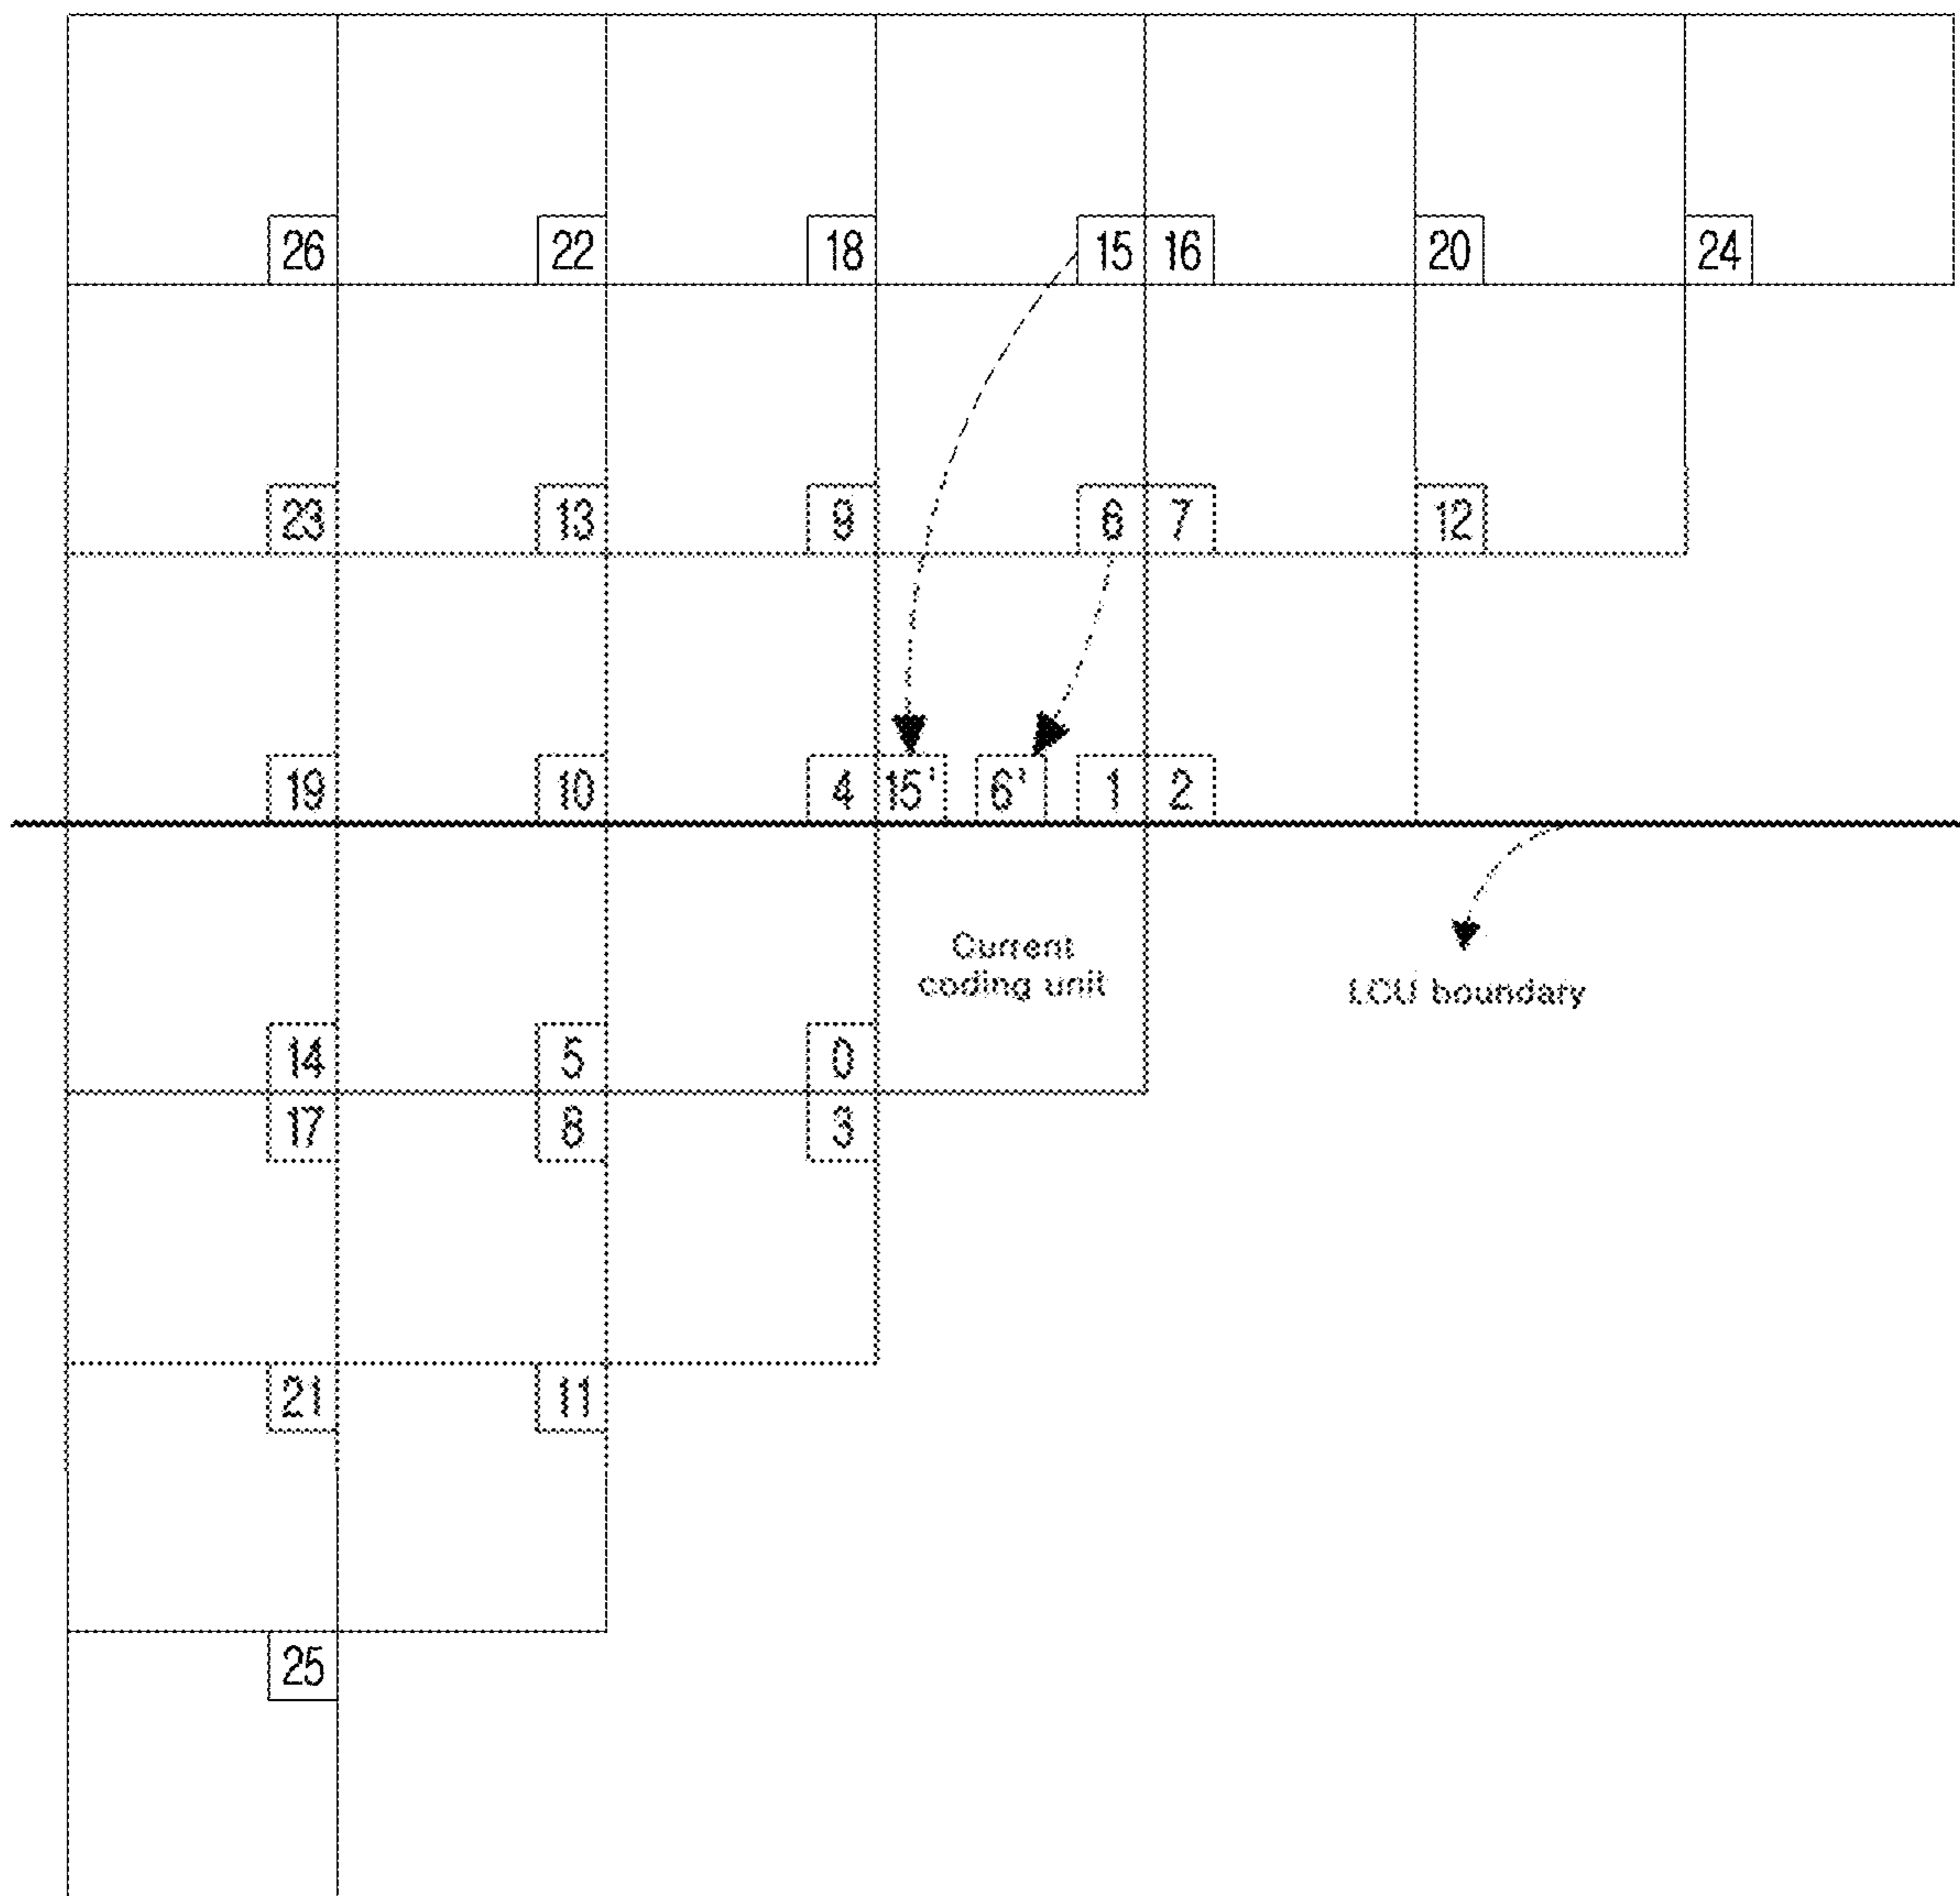 26 22 18 15 16 20 24
23 13 9 6 7 12
19 10 4 15' 6' 1 2
Current
coding unit
LCU boundary
14 5 0
17 8 3
21 11
25